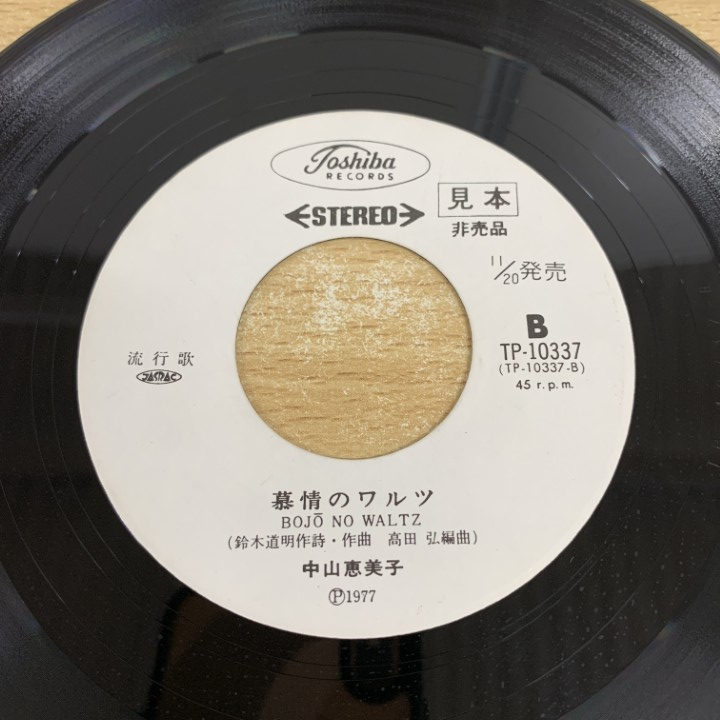 Toshiba
RECORDS
STEREO
見本
非売品
11/20発売
B
TP-10337
(TP-10337-B)
45 r.p.m.
流行歌
JASRAC
慕情のワルツ
BOJŌ NO WALTZ
(鈴木道明作詩・作曲 高田 弘編曲)
中山恵美子
Ⓟ1977